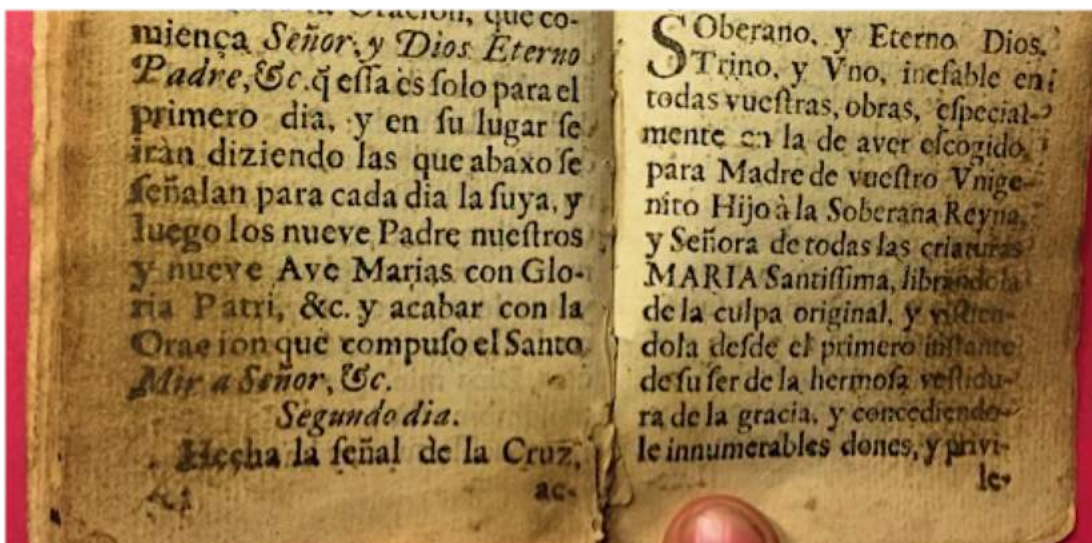 la Oracion, que co-
miença Señor, y Dios Eterno
Padre, &c. q̃ eſſa es ſolo para el
primero dia, y en ſu lugar ſe
iràn diziendo las que abaxo ſe
ſeñalan para cada dia la ſuya, y
luego los nueve Padre nueſtros
y nueve Ave Marias con Glo-
ria Patri, &c. y acabar con la
Oracion que compuſo el Santo
Mira Señor, &c.
Segundo dia.
Hecha la ſeñal de la Cruz,
ac-
SOberano, y Eterno Dios,
Trino, y Vno, inefable en
todas vueſtras, obras, eſpecial-
mente en la de aver eſcogido
para Madre de vueſtro Vnige-
nito Hijo à la Soberana Reyna,
y Señora de todas las criaturas
MARIA Santiſſima, librandola
de la culpa original, y viſtien-
dola deſde el primero inſtante
de ſu ſer de la hermoſa veſtidu-
ra de la gracia, y concediendo-
le innumerables dones, y privi-
le-